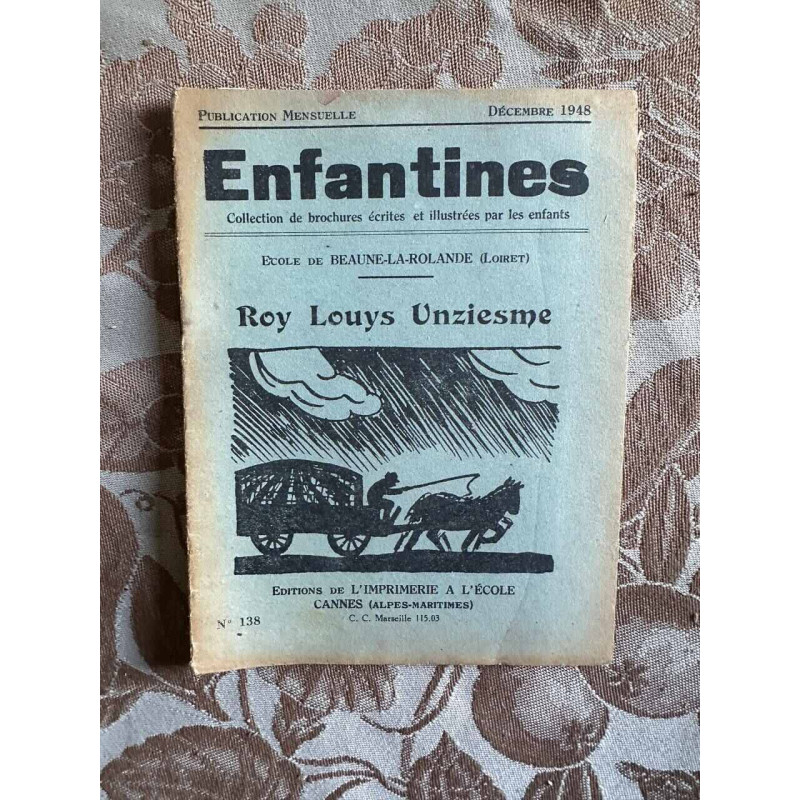 PUBLICATION MENSUELLE DÉCEMBRE 1948
Enfantines
Collection de brochures écrites et illustrées par les enfants
ECOLE DE BEAUNE-LA-ROLANDE (LOIRET)
Roy Louys Unziesme
EDITIONS DE L'IMPRIMERIE A L'ÉCOLE
CANNES (ALPES-MARITIMES)
N° 138 C. C. Marseille 115.03